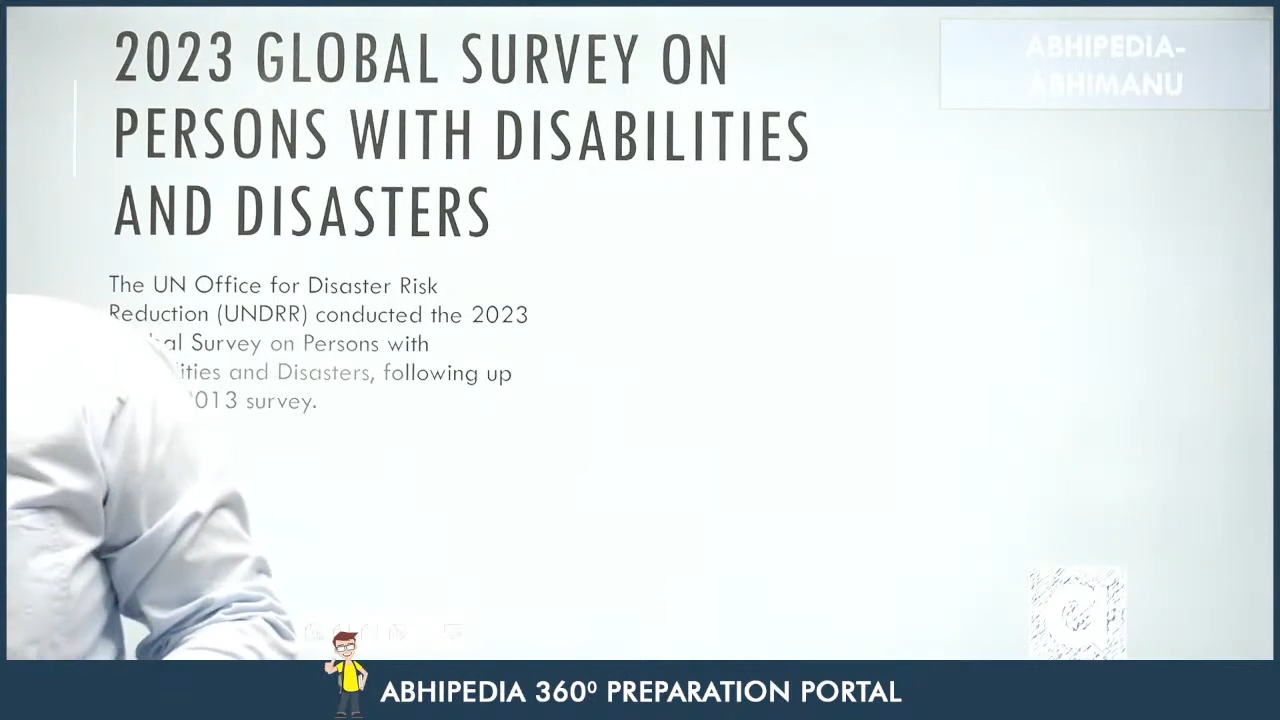 2023 GLOBAL SURVEY ON
PERSONS WITH DISABILITIES
AND DISASTERS
ABHIPEDIA-
ABHIMANU
The UN Office for Disaster Risk
Reduction (UNDRR) conducted the 2023
Survey on Persons with
and Disasters, following up
survey.
ABHIPEDIA 360⁰ PREPARATION PORTAL